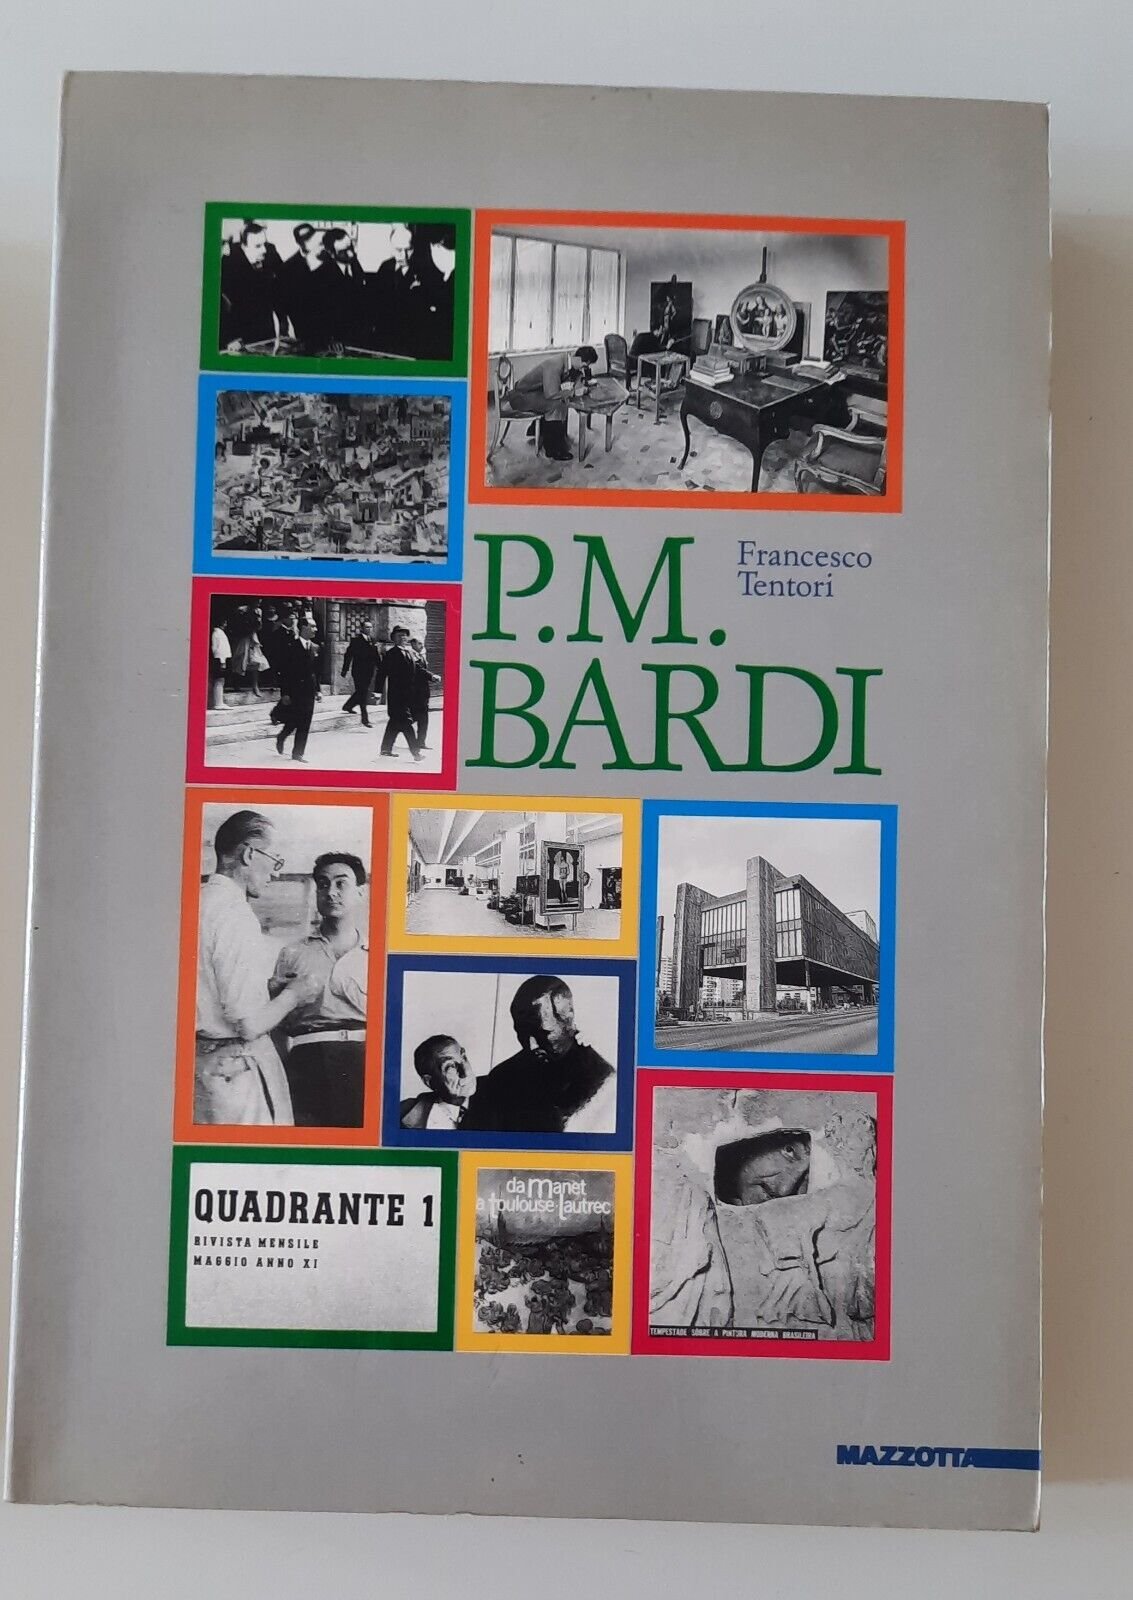 P.M.
BARDI
Francesco
Tentori
QUADRANTE 1
RIVISTA MENSILE
MAGGIO ANNO XI
da manet
a toulouse-lautrec
TEMPESTADE SÔBRE A PINTURA MODERNA BRASILEIRA
MAZZOTTA